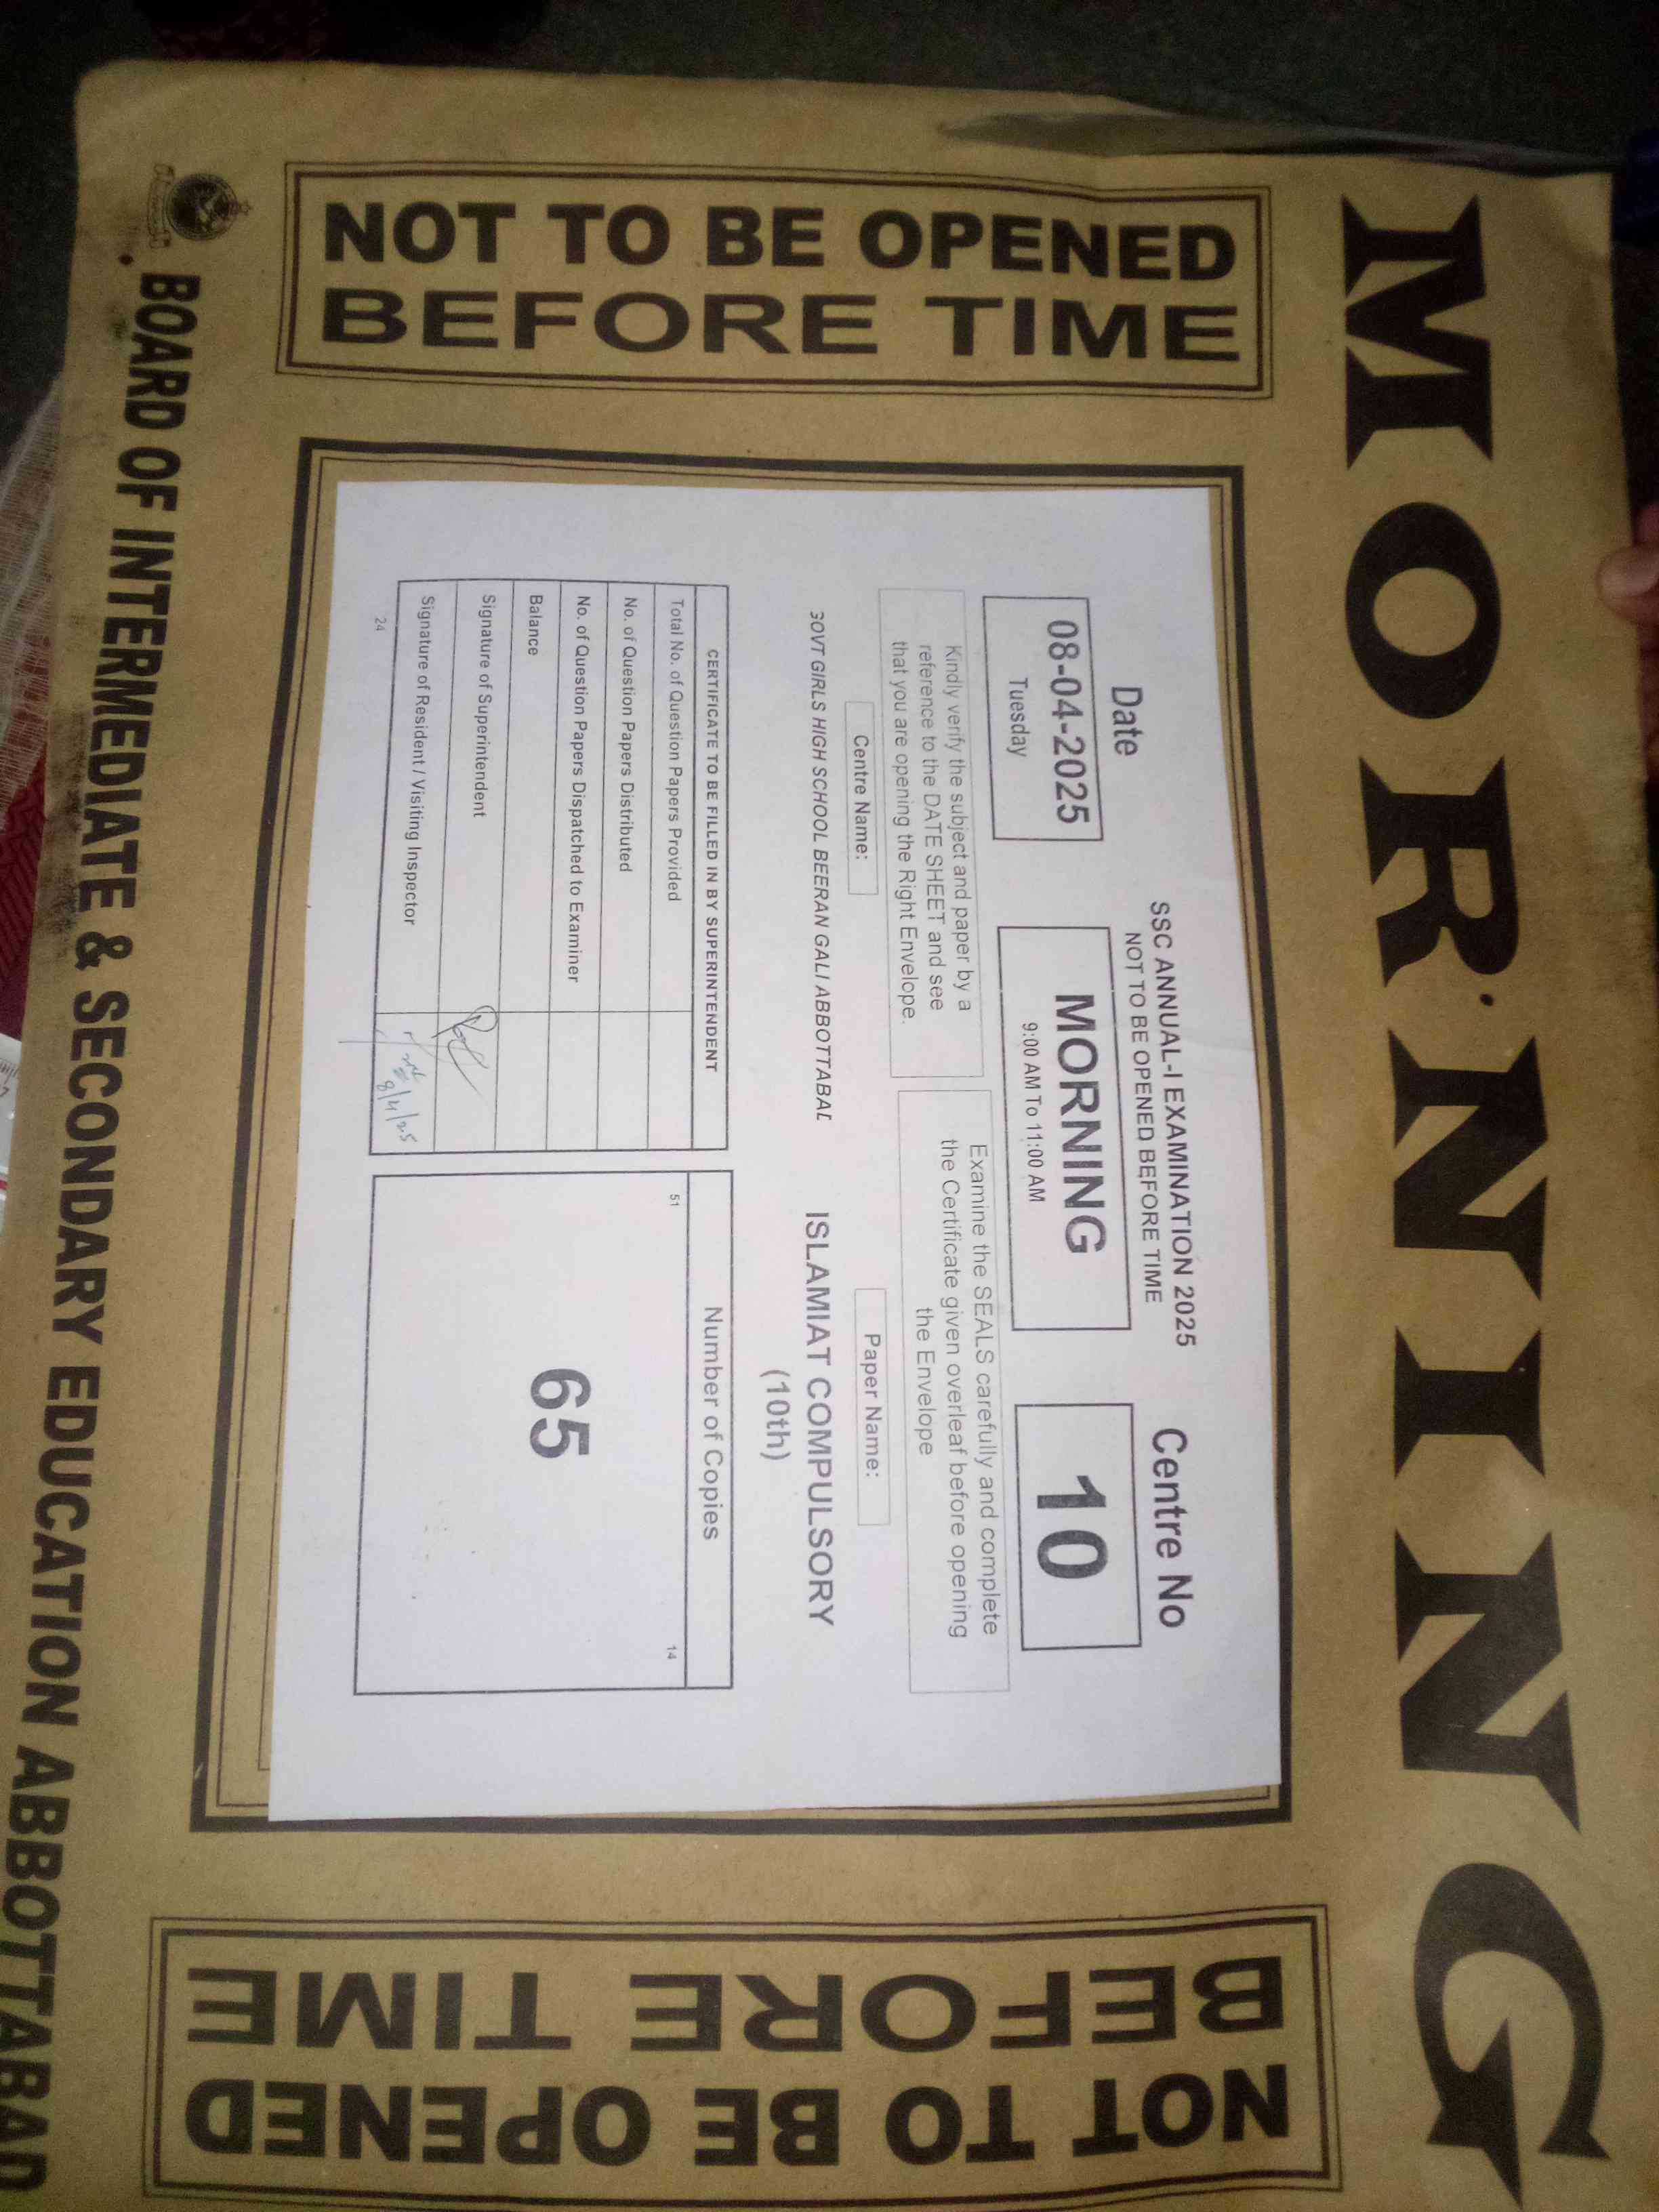 MORNING
NOT TO BE OPENED
BEFORE TIME
SSC ANNUAL-I EXAMINATION 2025
NOT TO BE OPENED BEFORE TIME
Date
08-04-2025
Tuesday
MORNING
9:00 AM To 11:00 AM
Centre No
10
Kindly verify the subject and paper by a
reference to the DATE SHEET and see
that you are opening the Right Envelope.
Examine the SEALS carefully and complete
the Certificate given overleaf before opening
the Envelope
Centre Name:
GOVT GIRLS HIGH SCHOOL BEERAN GALI ABBOTTABAD
Paper Name:
ISLAMIAT COMPULSORY
(10th)
CERTIFICATE TO BE FILLED IN BY SUPERINTENDENT
Total No. of Question Papers Provided
No. of Question Papers Distributed
No. of Question Papers Dispatched to Examiner
Balance
Signature of Superintendent
Signature of Resident / Visiting Inspector
8/4/25
24
Number of Copies
51
14
65
NOT TO BE OPENED
BEFORE TIME
BOARD OF INTERMEDIATE & SECONDARY EDUCATION ABBOTTABAD